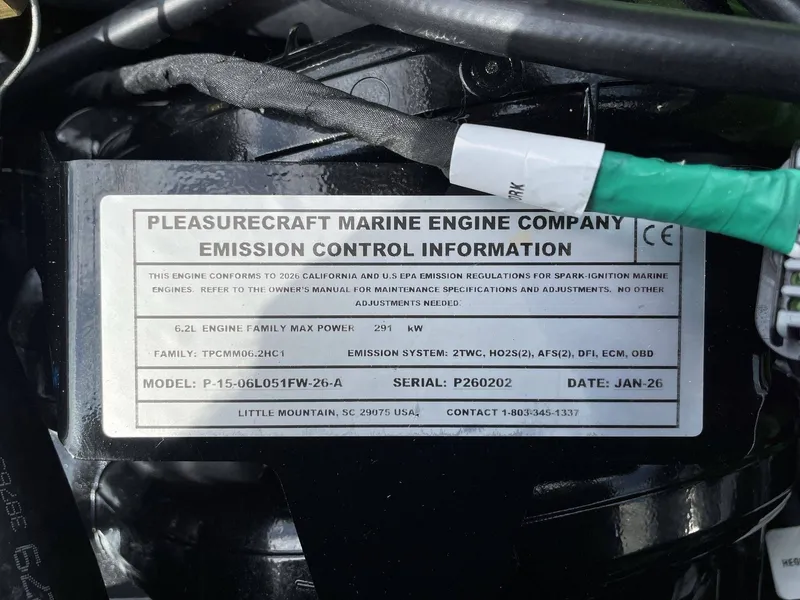 ORK
PLEASURECRAFT MARINE ENGINE COMPANY
EMISSION CONTROL INFORMATION
CE
THIS ENGINE CONFORMS TO 2026 CALIFORNIA AND U.S EPA EMISSION REGULATIONS FOR SPARK-IGNITION MARINE
ENGINES. REFER TO THE OWNER'S MANUAL FOR MAINTENANCE SPECIFICATIONS AND ADJUSTMENTS. NO OTHER
ADJUSTMENTS NEEDED.
6.2L ENGINE FAMILY MAX POWER 291 kW
FAMILY: TPCMM06.2HC1 EMISSION SYSTEM: 2TWC, HO2S(2), AFS(2), DFI, ECM, OBD
MODEL: P-15-06L051FW-26-A SERIAL: P260202 DATE: JAN-26
LITTLE MOUNTAIN, SC 29075 USA, CONTACT 1-803-345-1337